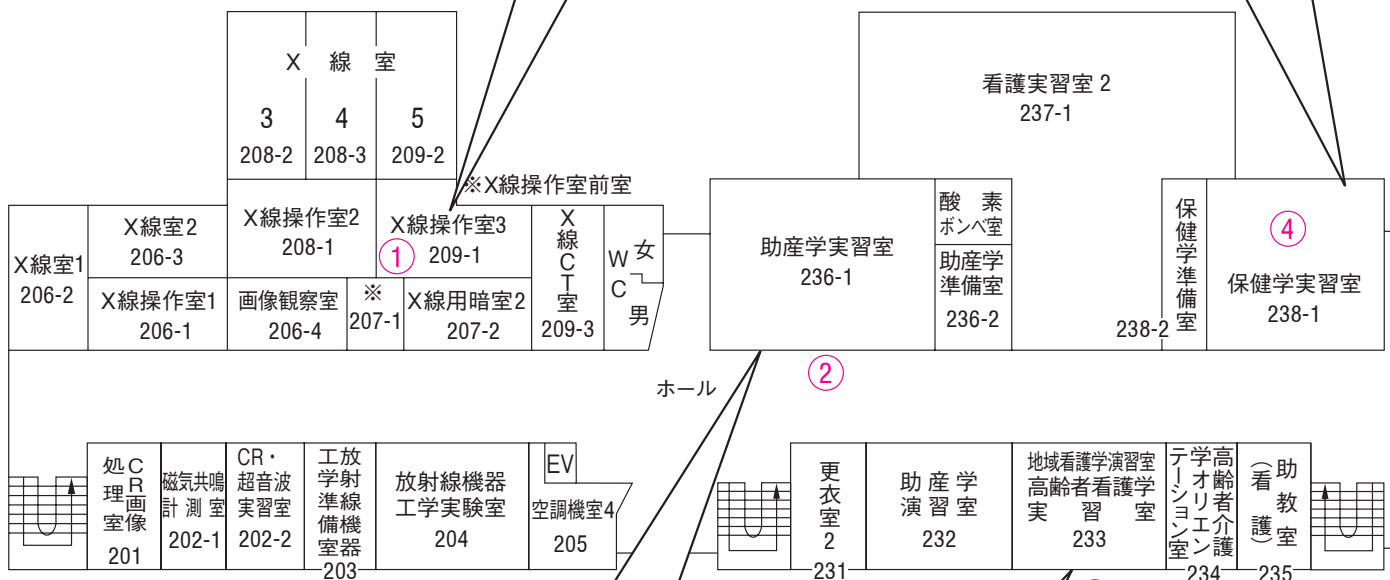 X線室
3
208-2
4
208-3
5
209-2
看護実習室 2
237-1
※X線操作室前室
X線室1
206-2
X線室2
206-3
X線操作室2
208-1
①
X線操作室3
209-1
X線CT室
209-3
WC
女
男
助産学実習室
236-1
酸素
ボンベ室
助産学
準備室
236-2
保健学準備室
238-2
④
保健学実習室
238-1
X線操作室1
206-1
画像観察室
206-4
※
207-1
X線用暗室2
207-2
②
ホール
CR画像
処理室
201
磁気共鳴
計測室
202-1
CR・
超音波
実習室
202-2
放射線機器
工学準備室
203
放射線機器
工学実験室
204
EV
空調機室4
205
更衣室2
231
助産学
演習室
232
地域看護学演習室
高齢者看護学
実習室
233
高齢者介護
学オリエン
テーション室
234
助教室
(看護)
235